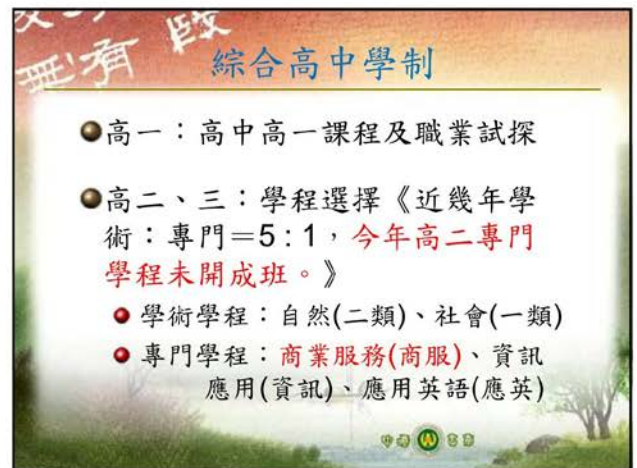 綜合高中學制
高一：高中高一課程及職業試探
高二、三：學程選擇《近幾年學
術：專門＝5:1，今年高二專門
學程未開成班。》
學術學程：自然(二類)、社會(一類)
專門學程：商業服務(商服)、資訊
應用(資訊)、應用英語(應英)